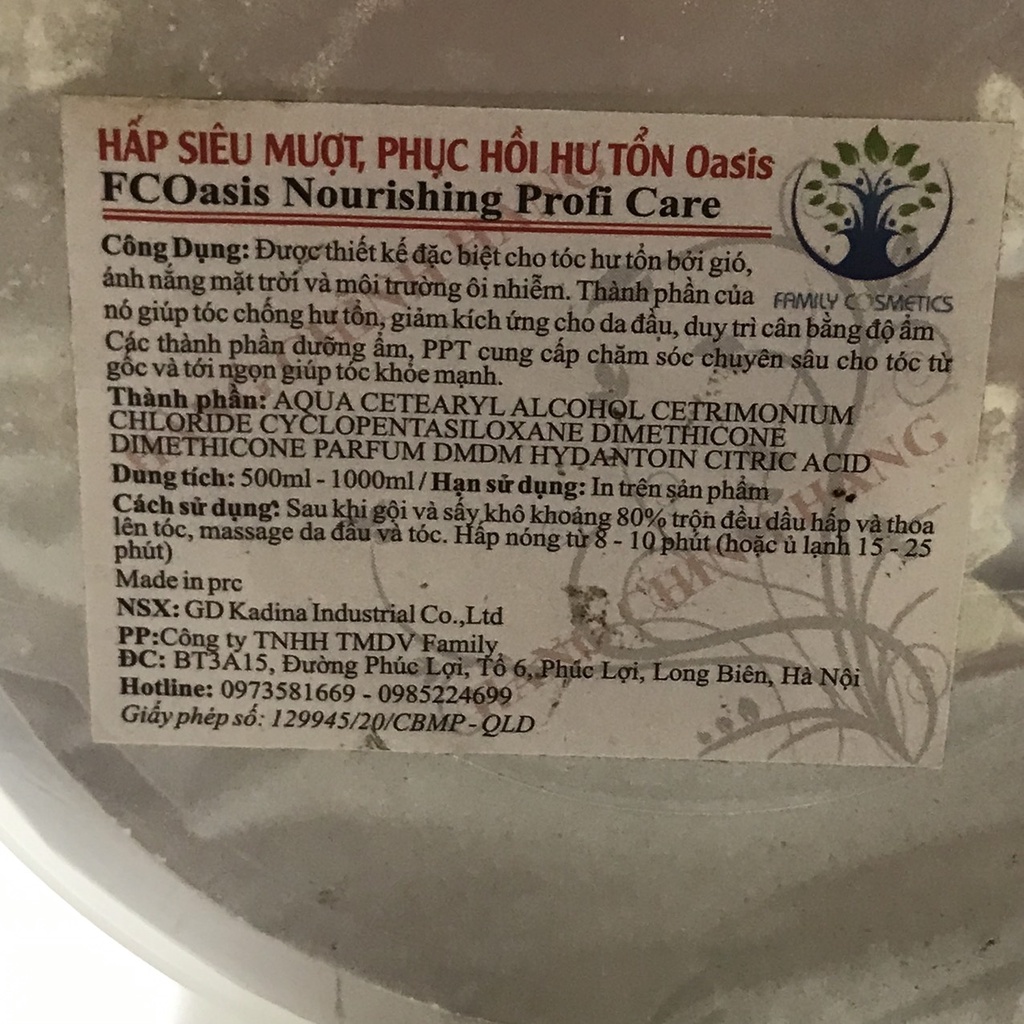 HẤP SIÊU MƯỢT, PHỤC HỒI HƯ TỔN Oasis
FCOasis Nourishing Profi Care
FAMILY COSMETICS
Công Dụng: Được thiết kế đặc biệt cho tóc hư tổn bởi gió,
ánh nắng mặt trời và môi trường ôi nhiễm. Thành phần của
nó giúp tóc chống hư tổn, giảm kích ứng cho da đầu, duy trì cân bằng độ ẩm
Các thành phần dưỡng ẩm, PPT cung cấp chăm sóc chuyên sâu cho tóc từ
gốc và tới ngọn giúp tóc khỏe mạnh.
Thành phần: AQUA CETEARYL ALCOHOL CETRIMONIUM
CHLORIDE CYCLOPENTASILOXANE DIMETHICONE
DIMETHICONE PARFUM DMDM HYDANTOIN CITRIC ACID
Dung tích: 500ml - 1000ml / Hạn sử dụng: In trên sản phẩm
Cách sử dụng: Sau khi gội và sấy khô khoảng 80% trộn đều dầu hấp và thoa
lên tóc, massage da đầu và tóc. Hấp nóng từ 8 - 10 phút (hoặc ủ lạnh 15 - 25
phút)
Made in prc
NSX: GD Kadina Industrial Co.,Ltd
PP:Công ty TNHH TMDV Family
ĐC: BT3A15, Đường Phúc Lợi, Tổ 6, Phúc Lợi, Long Biên, Hà Nội
Hotline: 0973581669 - 0985224699
Giấy phép số: 129945/20/CBMP - QLD